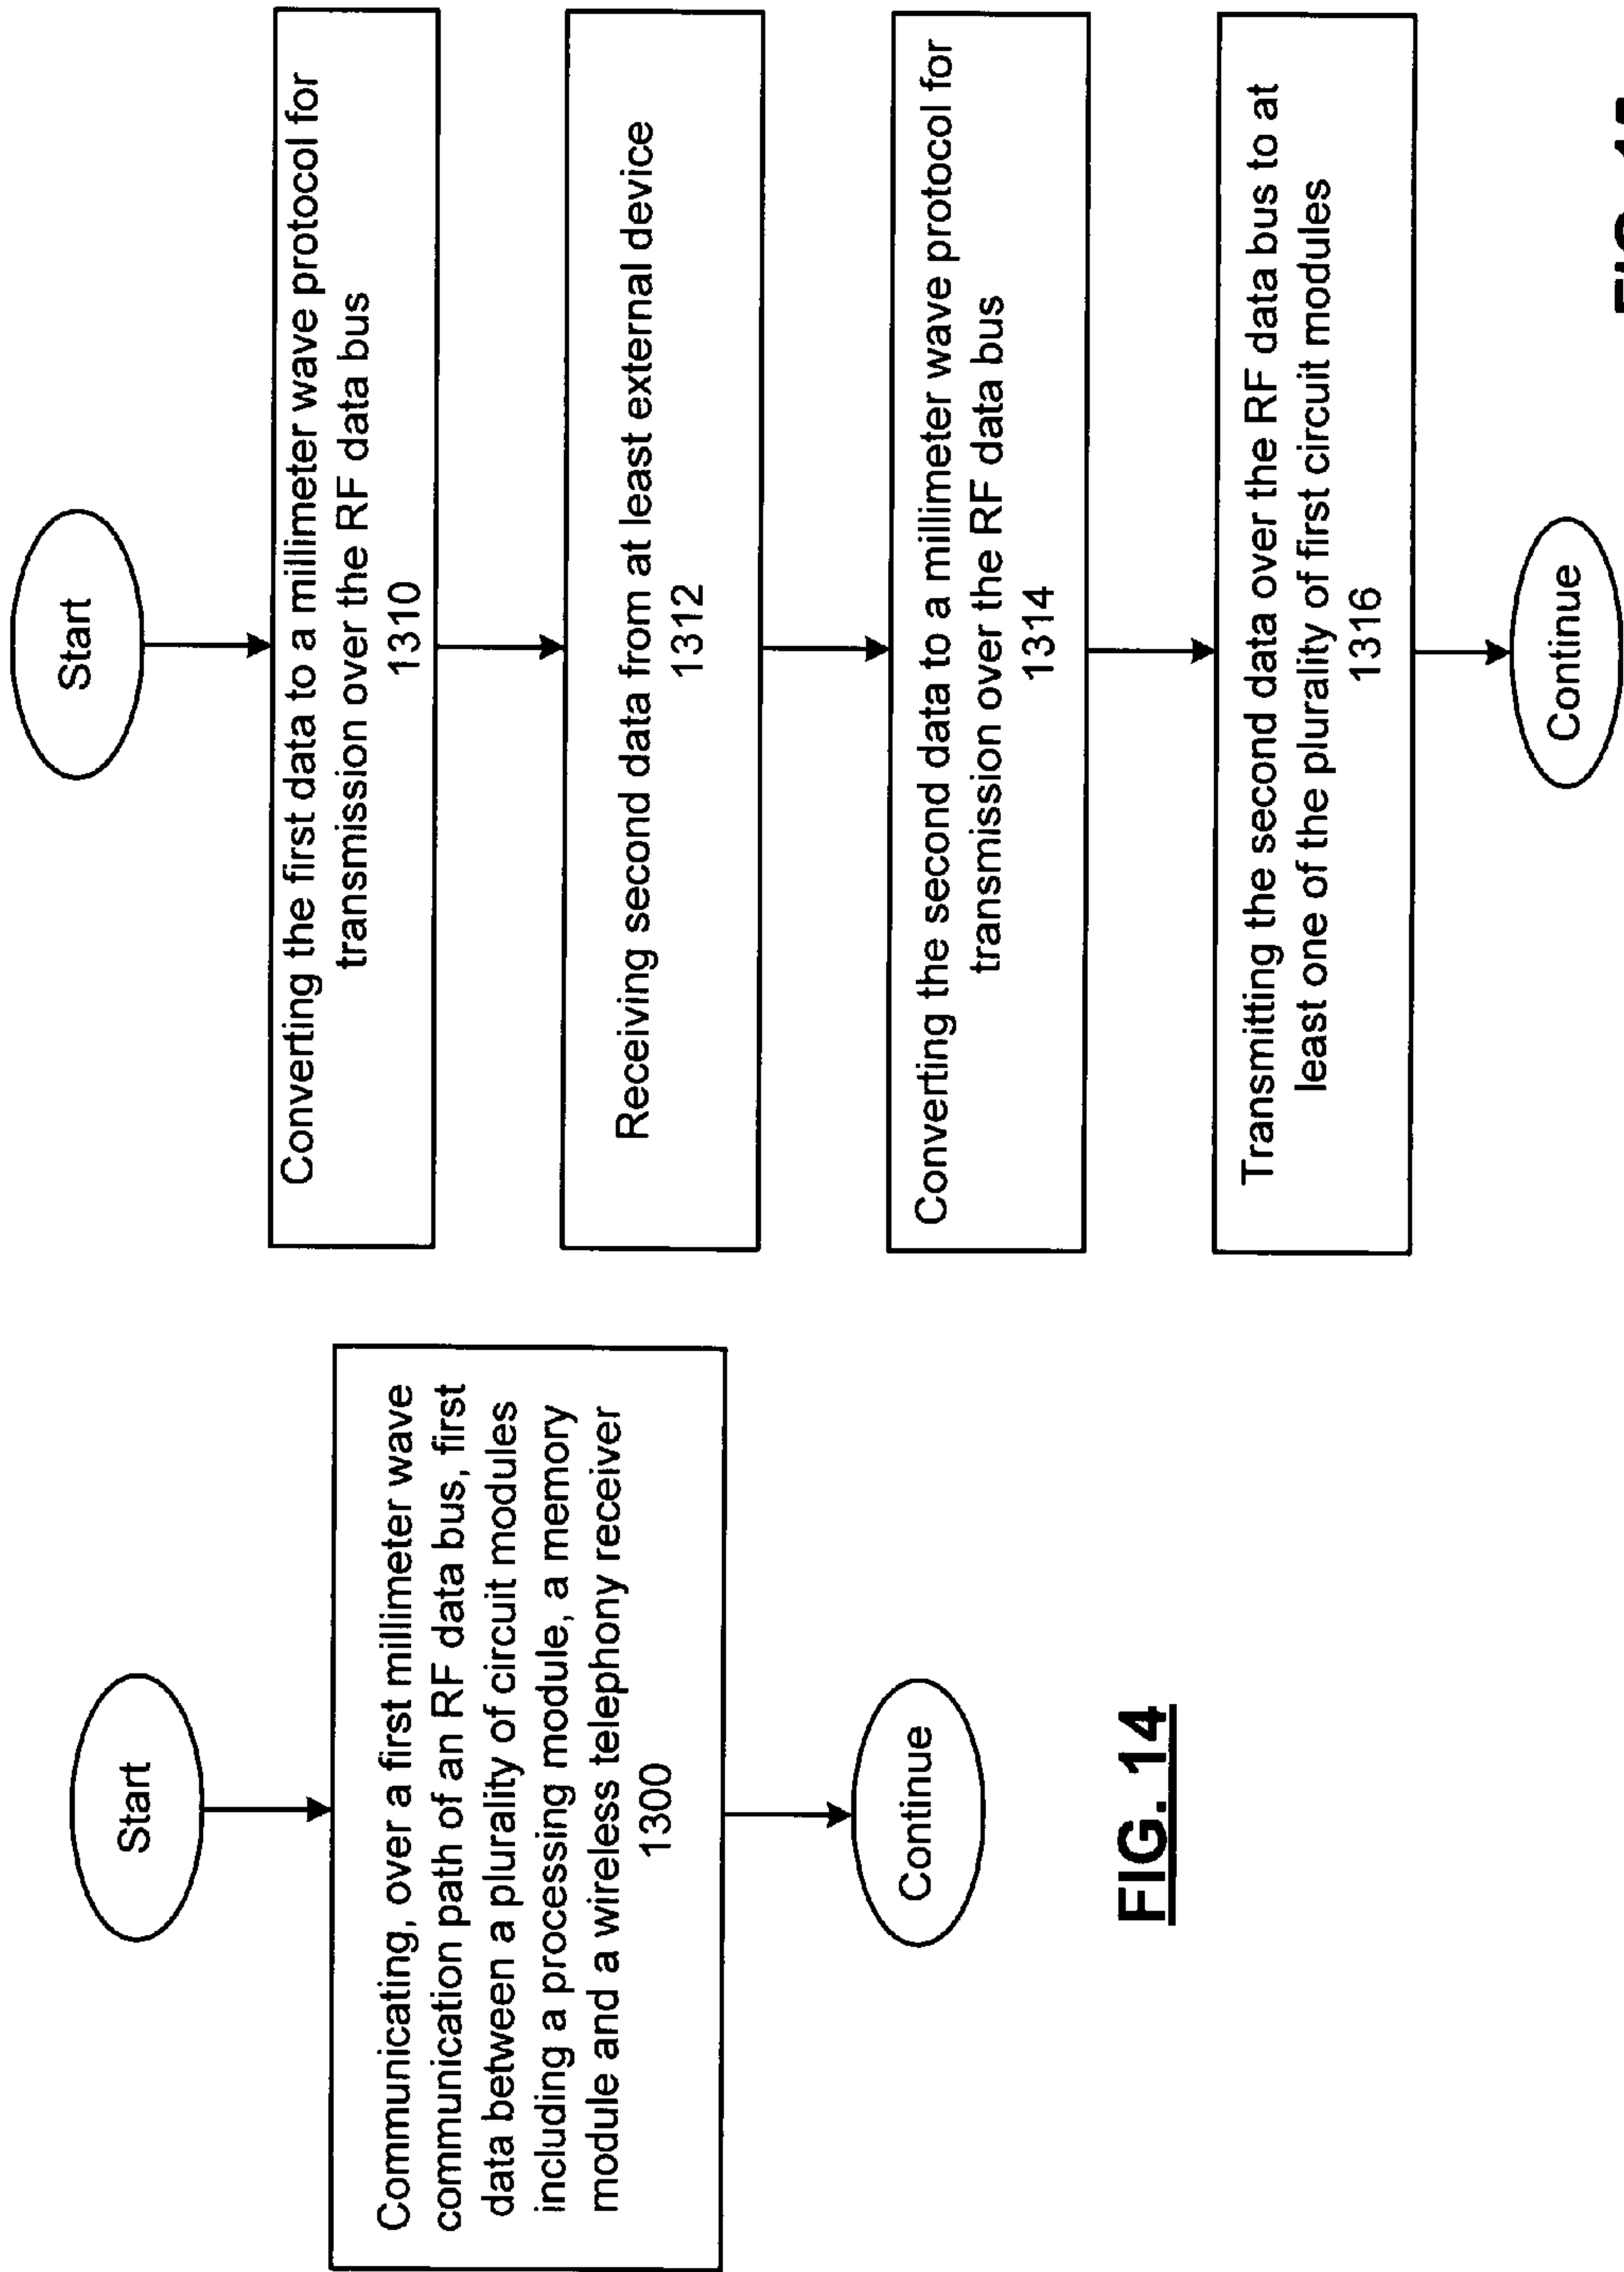 Start
Communicating, over a first millimeter wave
communication path of an RF data bus, first
data between a plurality of circuit modules
including a processing module, a memory
module and a wireless telephony receiver
1300
Continue
FIG. 14
Start
Converting the first data to a millimeter wave protocol for
transmission over the RF data bus
1310
Receiving second data from at least external device
1312
Converting the second data to a millimeter wave protocol for
transmission over the RF data bus
1314
Transmitting the second data over the RF data bus to at
least one of the plurality of first circuit modules
1316
Continue